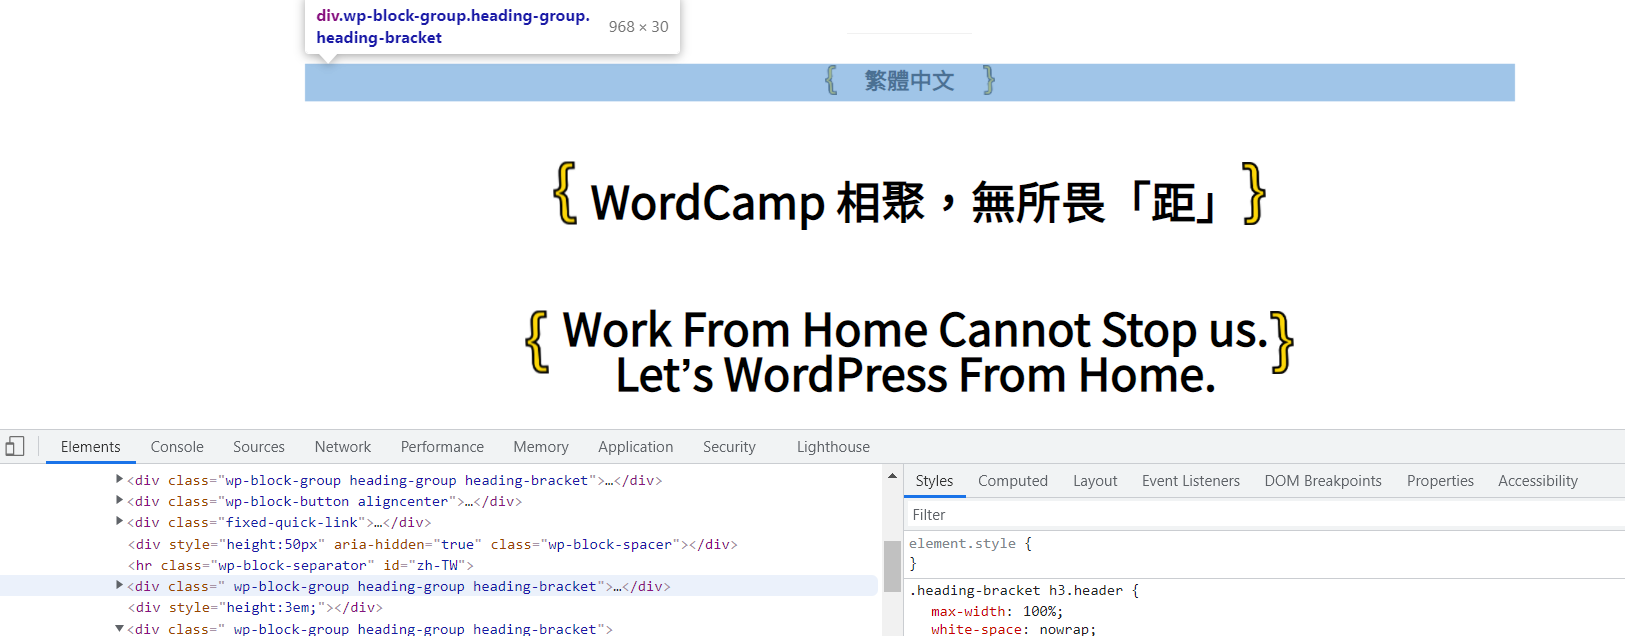 div.wp-block-group.heading-group. 968 × 30
heading-bracket
{ 繁體中文 }
{ WordCamp 相聚，無所畏「距」 }
{ Work From Home Cannot Stop us. }
Let’s WordPress From Home.
Elements Console Sources Network Performance Memory Application Security Lighthouse
<div class="wp-block-group heading-group heading-bracket">…</div>
<div class="wp-block-button aligncenter">…</div>
<div class="fixed-quick-link">…</div>
<div style="height:50px" aria-hidden="true" class="wp-block-spacer"></div>
<hr class="wp-block-separator" id="zh-TW">
<div class=" wp-block-group heading-group heading-bracket">…</div>
<div style="height:3em;"></div>
<div class=" wp-block-group heading-group heading-bracket">
Styles Computed Layout Event Listeners DOM Breakpoints Properties Accessibility
Filter
element.style {
}
.heading-bracket h3.header {
max-width: 100%;
white-space: nowrap;